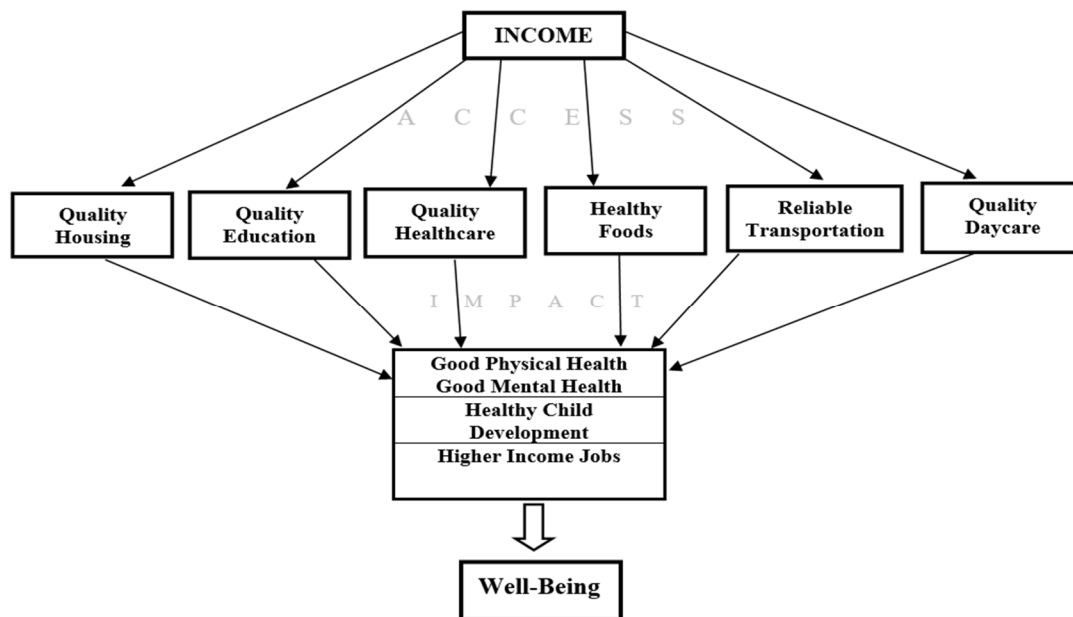 INCOME
A C C E S S
Quality
Housing
Quality
Education
Quality
Healthcare
Healthy
Foods
Reliable
Transportation
Quality
Daycare
I M P A C T
Good Physical Health
Good Mental Health
Healthy Child
Development
Higher Income Jobs
Well-Being